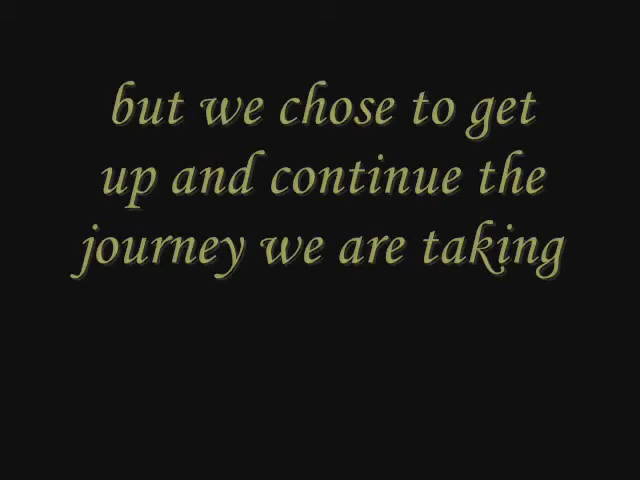 but we chose to get
up and continue the
journey we are taking